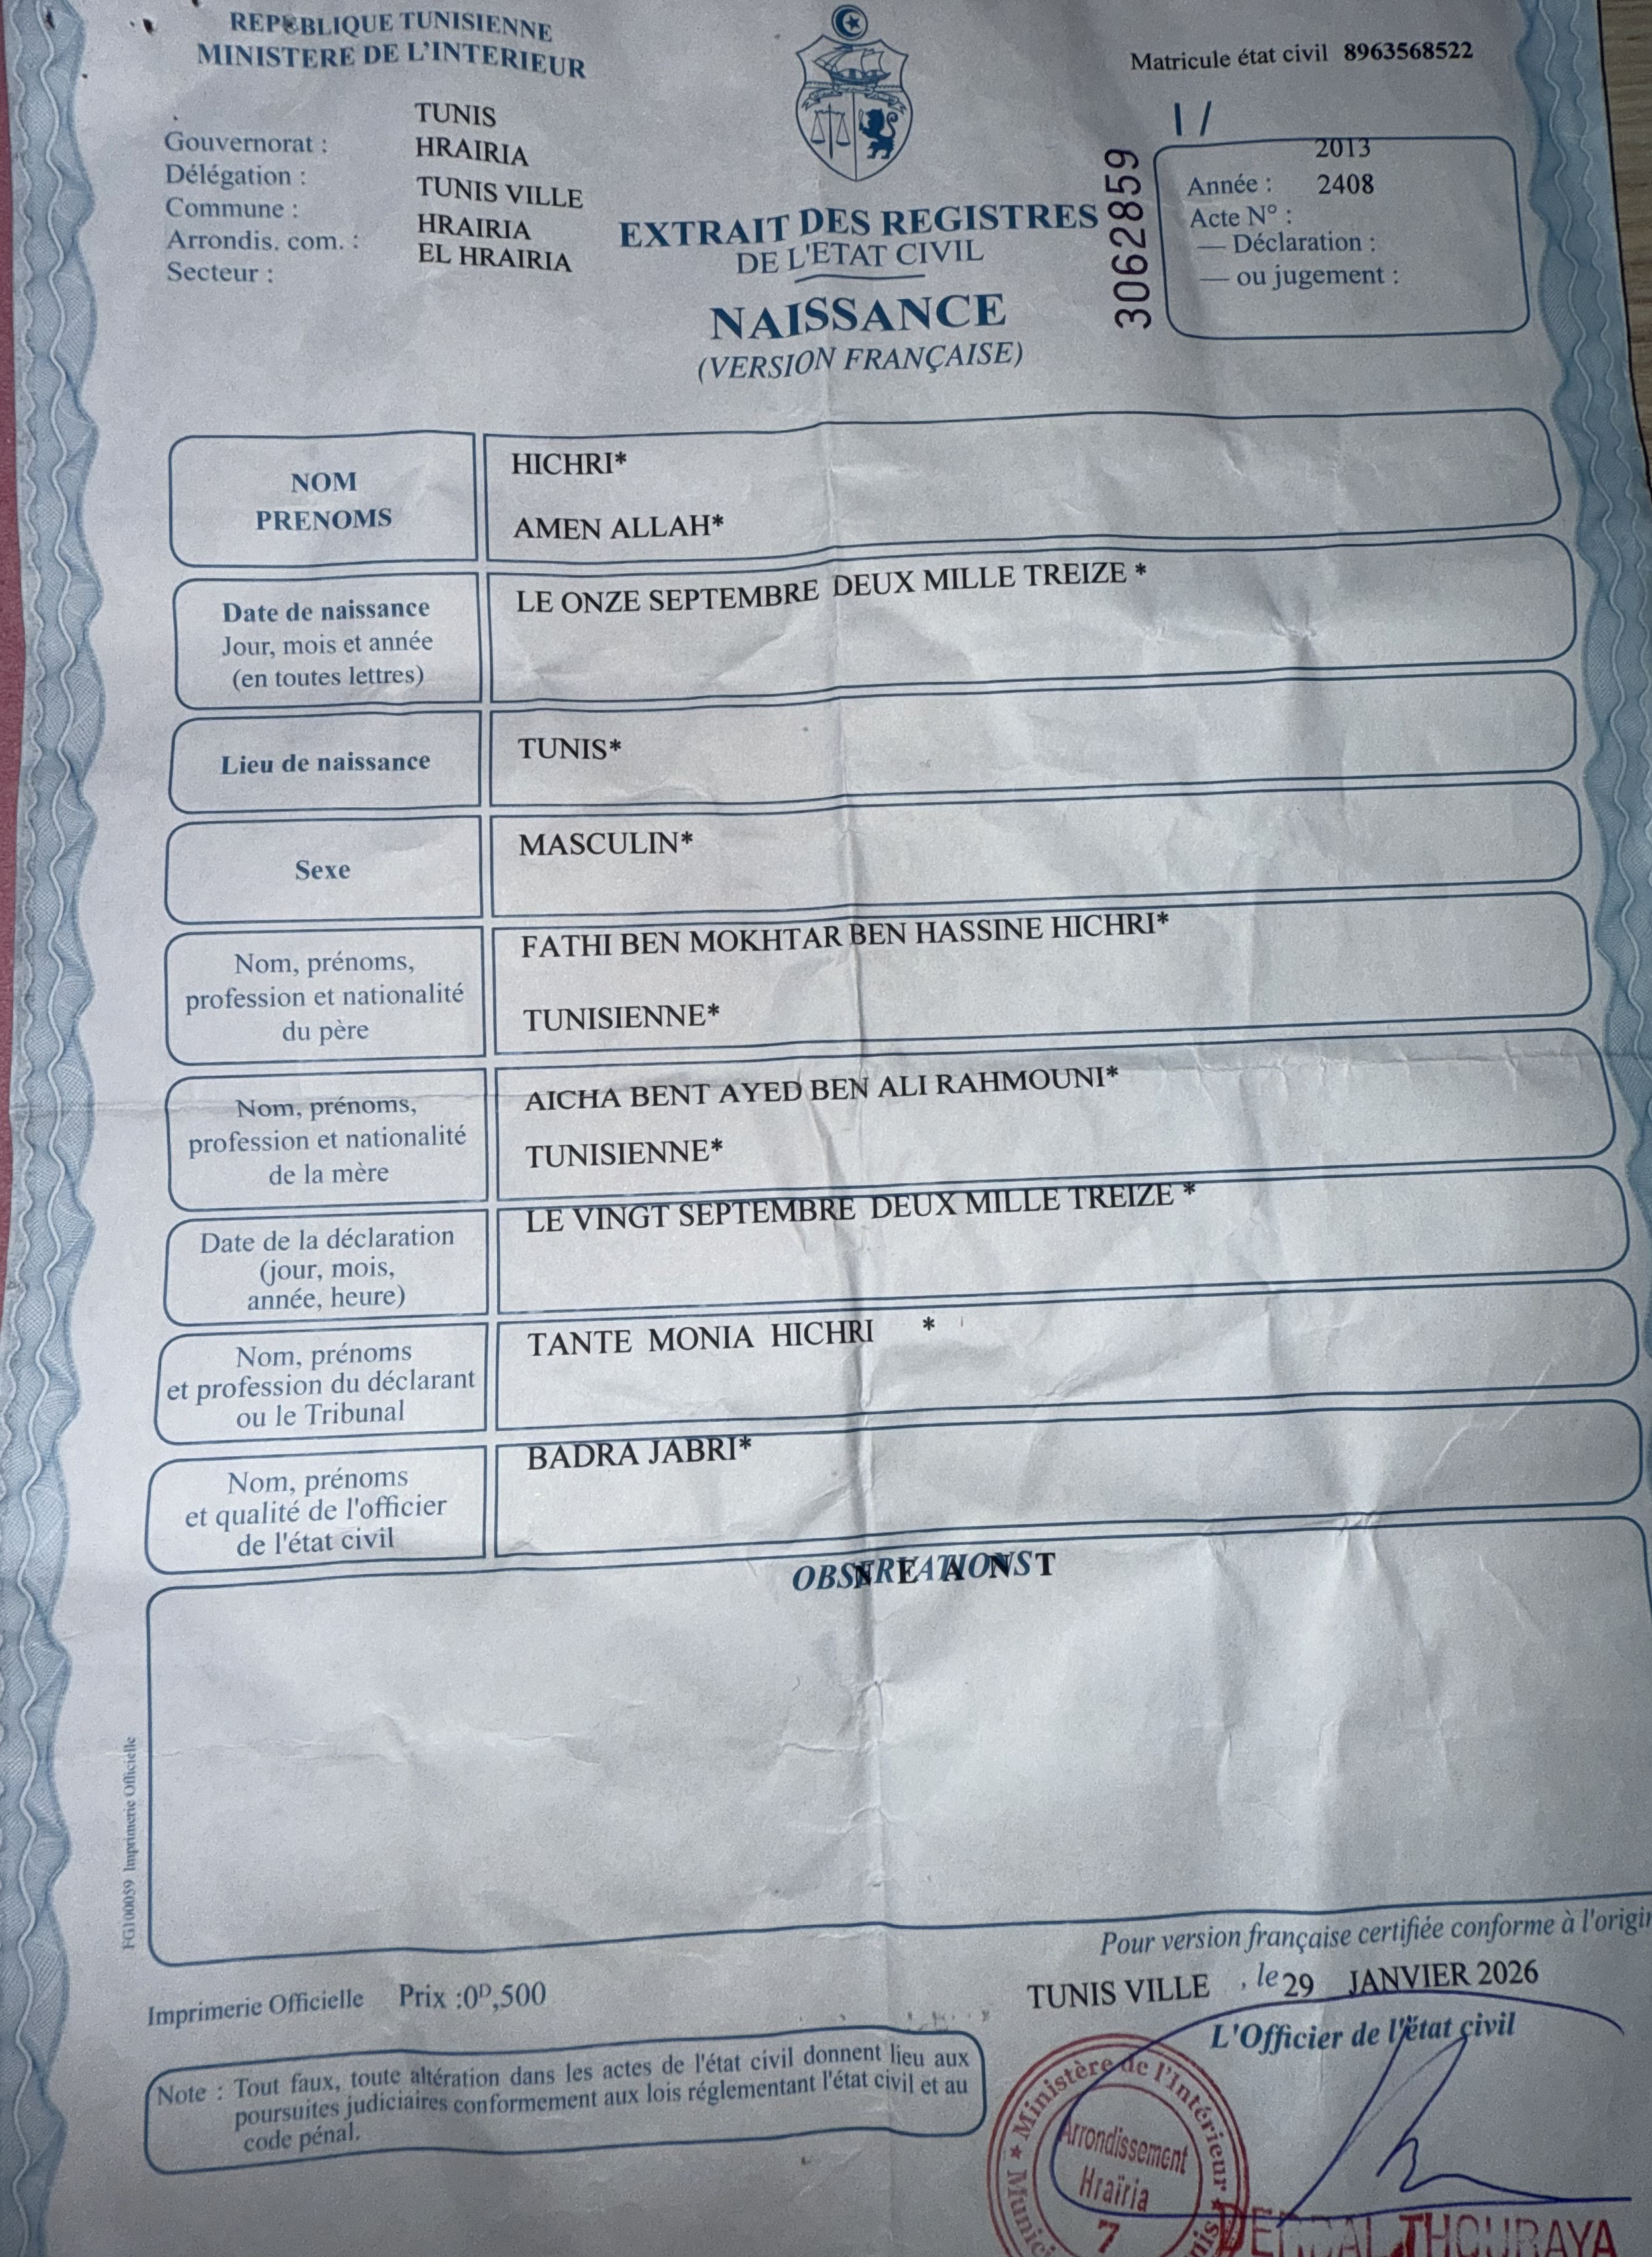 REPUBLIQUE TUNISIENNE
MINISTERE DE L'INTERIEUR
Matricule état civil 8963568522
1 /
TUNIS
Gouvernorat : HRAIRIA
Délégation : TUNIS VILLE
Commune : HRAIRIA
Arrondis. com. : EL HRAIRIA
Secteur :
2013
Année : 2408
Acte N° :
— Déclaration :
— ou jugement :
3062859
EXTRAIT DES REGISTRES
DE L'ETAT CIVIL
NAISSANCE
(VERSION FRANÇAISE)
NOM
PRENOMS
HICHRI*
AMEN ALLAH*
Date de naissance
Jour, mois et année
(en toutes lettres)
LE ONZE SEPTEMBRE DEUX MILLE TREIZE *
Lieu de naissance
TUNIS*
Sexe
MASCULIN*
Nom, prénoms,
profession et nationalité
du père
FATHI BEN MOKHTAR BEN HASSINE HICHRI*
TUNISIENNE*
Nom, prénoms,
profession et nationalité
de la mère
AICHA BENT AYED BEN ALI RAHMOUNI*
TUNISIENNE*
Date de la déclaration
(jour, mois,
année, heure)
LE VINGT SEPTEMBRE DEUX MILLE TREIZE *
Nom, prénoms
et profession du déclarant
ou le Tribunal
TANTE MONIA HICHRI *
Nom, prénoms
et qualité de l'officier
de l'état civil
BADRA JABRI*
OBSERVATIONS
NEANT
FG100059 Imprimerie Officielle
Pour version française certifiée conforme à
TUNIS VILLE , le 29 JANVIER 2026
L'Officier de l'état civil
Imprimerie Officielle Prix :0ᴰ,500
Note : Tout faux, toute altération dans les actes de l'état civil donnent lieu aux
poursuites judiciaires conformement aux lois réglementant l'état civil et au
code pénal.
Ministère de l'Intérieur
Arrondissement
Hraïria
7
THOURAYA